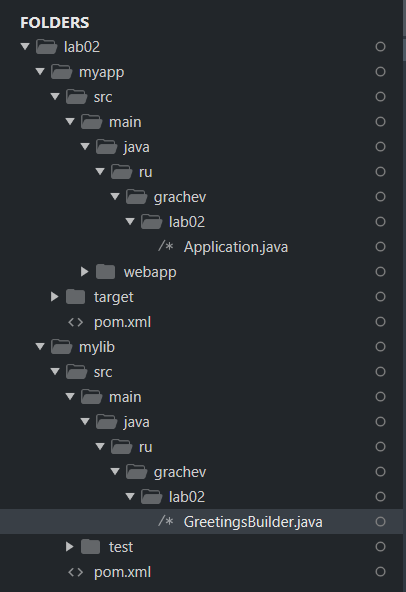 FOLDERS
lab02
myapp
src
main
java
ru
grachev
lab02
/* Application.java
webapp
target
<> pom.xml
mylib
src
main
java
ru
grachev
lab02
/* GreetingsBuilder.java
test
<> pom.xml